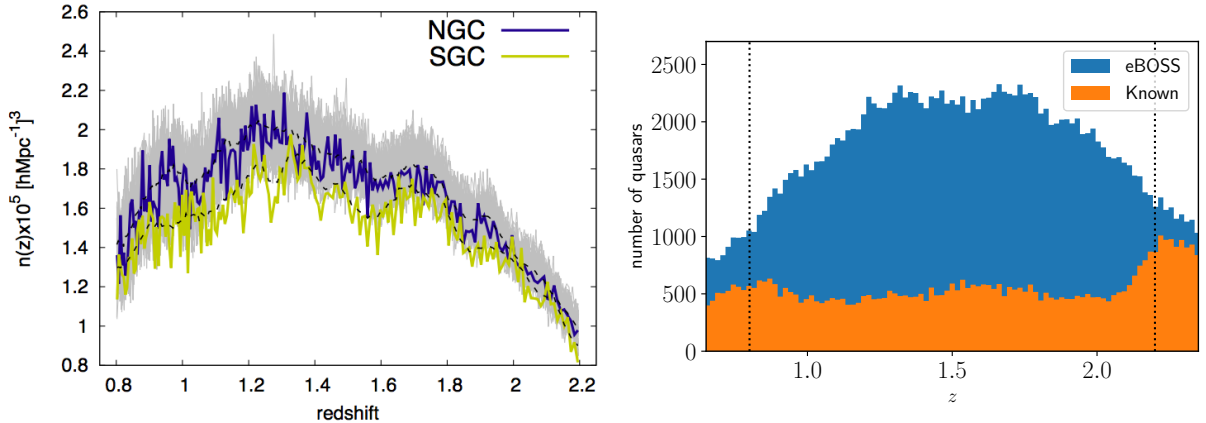 2.6
2.4
2.2
2
1.8
1.6
1.4
1.2
1
0.8
n(z)x10⁵ [hMpc⁻¹]³
NGC
SGC
0.8 1 1.2 1.4 1.6 1.8 2 2.2
redshift
2500
2000
1500
1000
500
0
number of quasars
eBOSS
Known
1.0 1.5 2.0
z